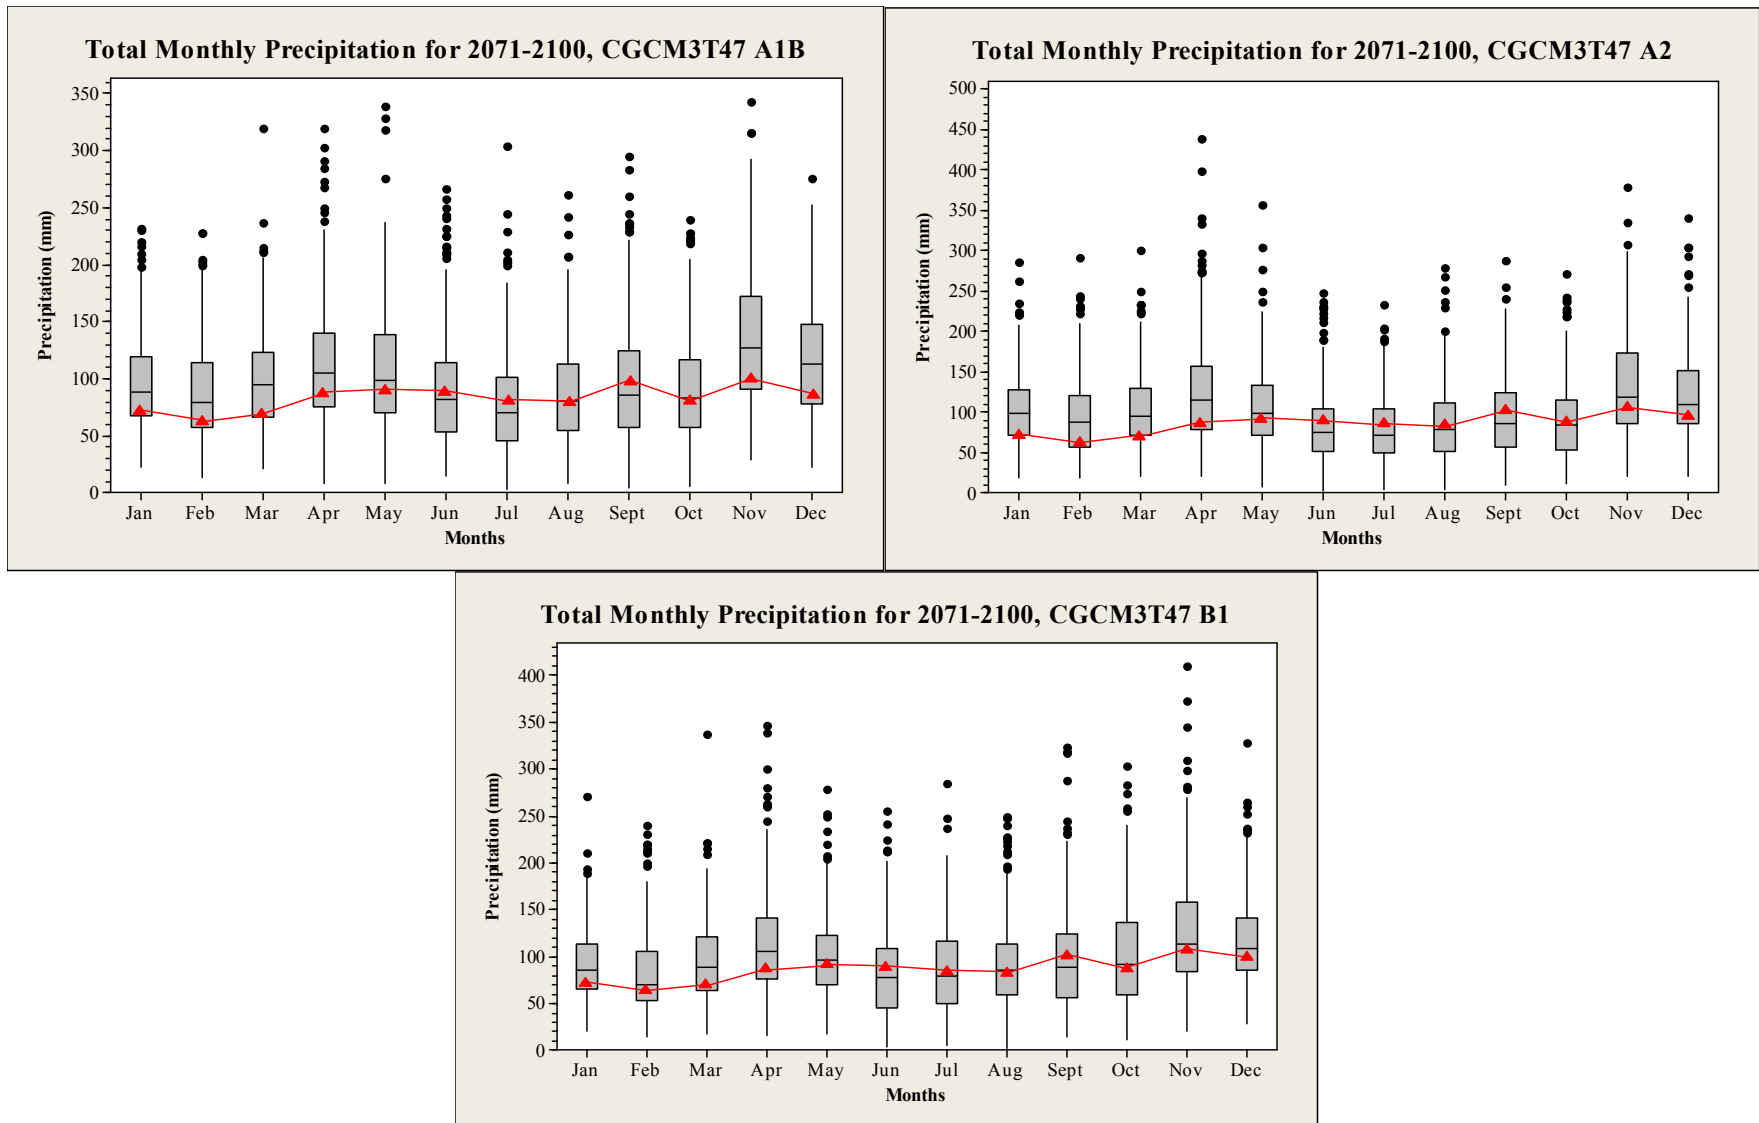 Total Monthly Precipitation for 2071-2100, CGCM3T47 A1B
Precipitation (mm)
350
300
250
200
150
100
50
0
Jan Feb Mar Apr May Jun Jul Aug Sept Oct Nov Dec
Months
Total Monthly Precipitation for 2071-2100, CGCM3T47 A2
Precipitation (mm)
500
450
400
350
300
250
200
150
100
50
0
Jan Feb Mar Apr May Jun Jul Aug Sept Oct Nov Dec
Months
Total Monthly Precipitation for 2071-2100, CGCM3T47 B1
Precipitation (mm)
400
350
300
250
200
150
100
50
0
Jan Feb Mar Apr May Jun Jul Aug Sept Oct Nov Dec
Months